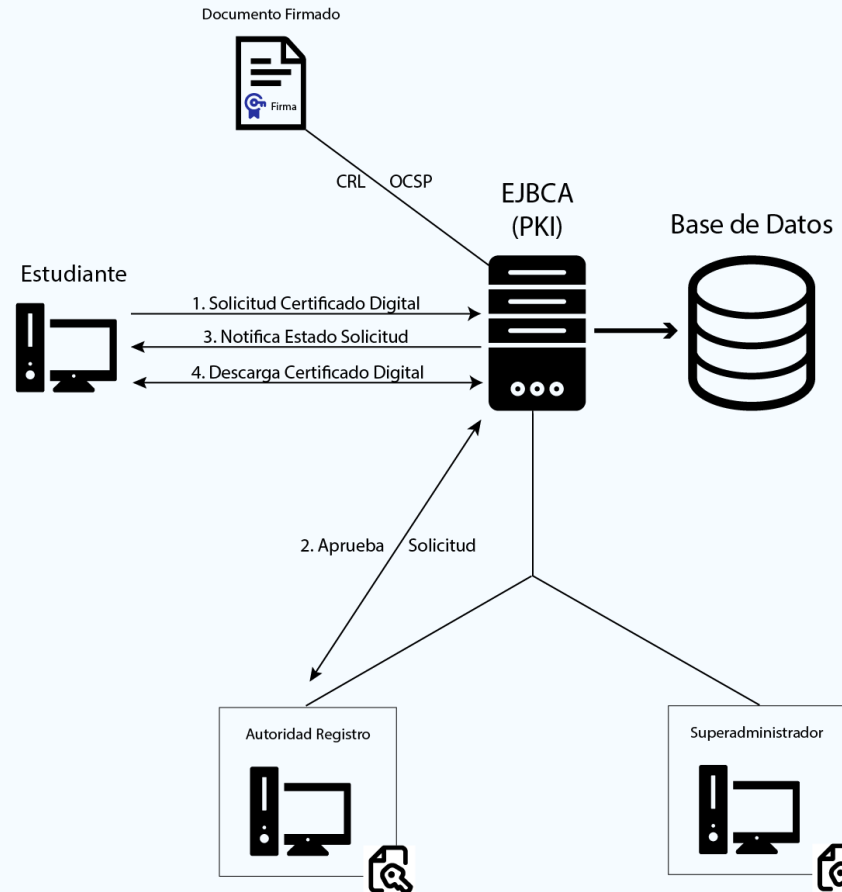 Documento Firmado
Firma
CRL OCSP
EJBCA
(PKI)
Base de Datos
Estudiante
1. Solicitud Certificado Digital
3. Notifica Estado Solicitud
4. Descarga Certificado Digital
2. Aprueba Solicitud
Autoridad Registro
Superadministrador